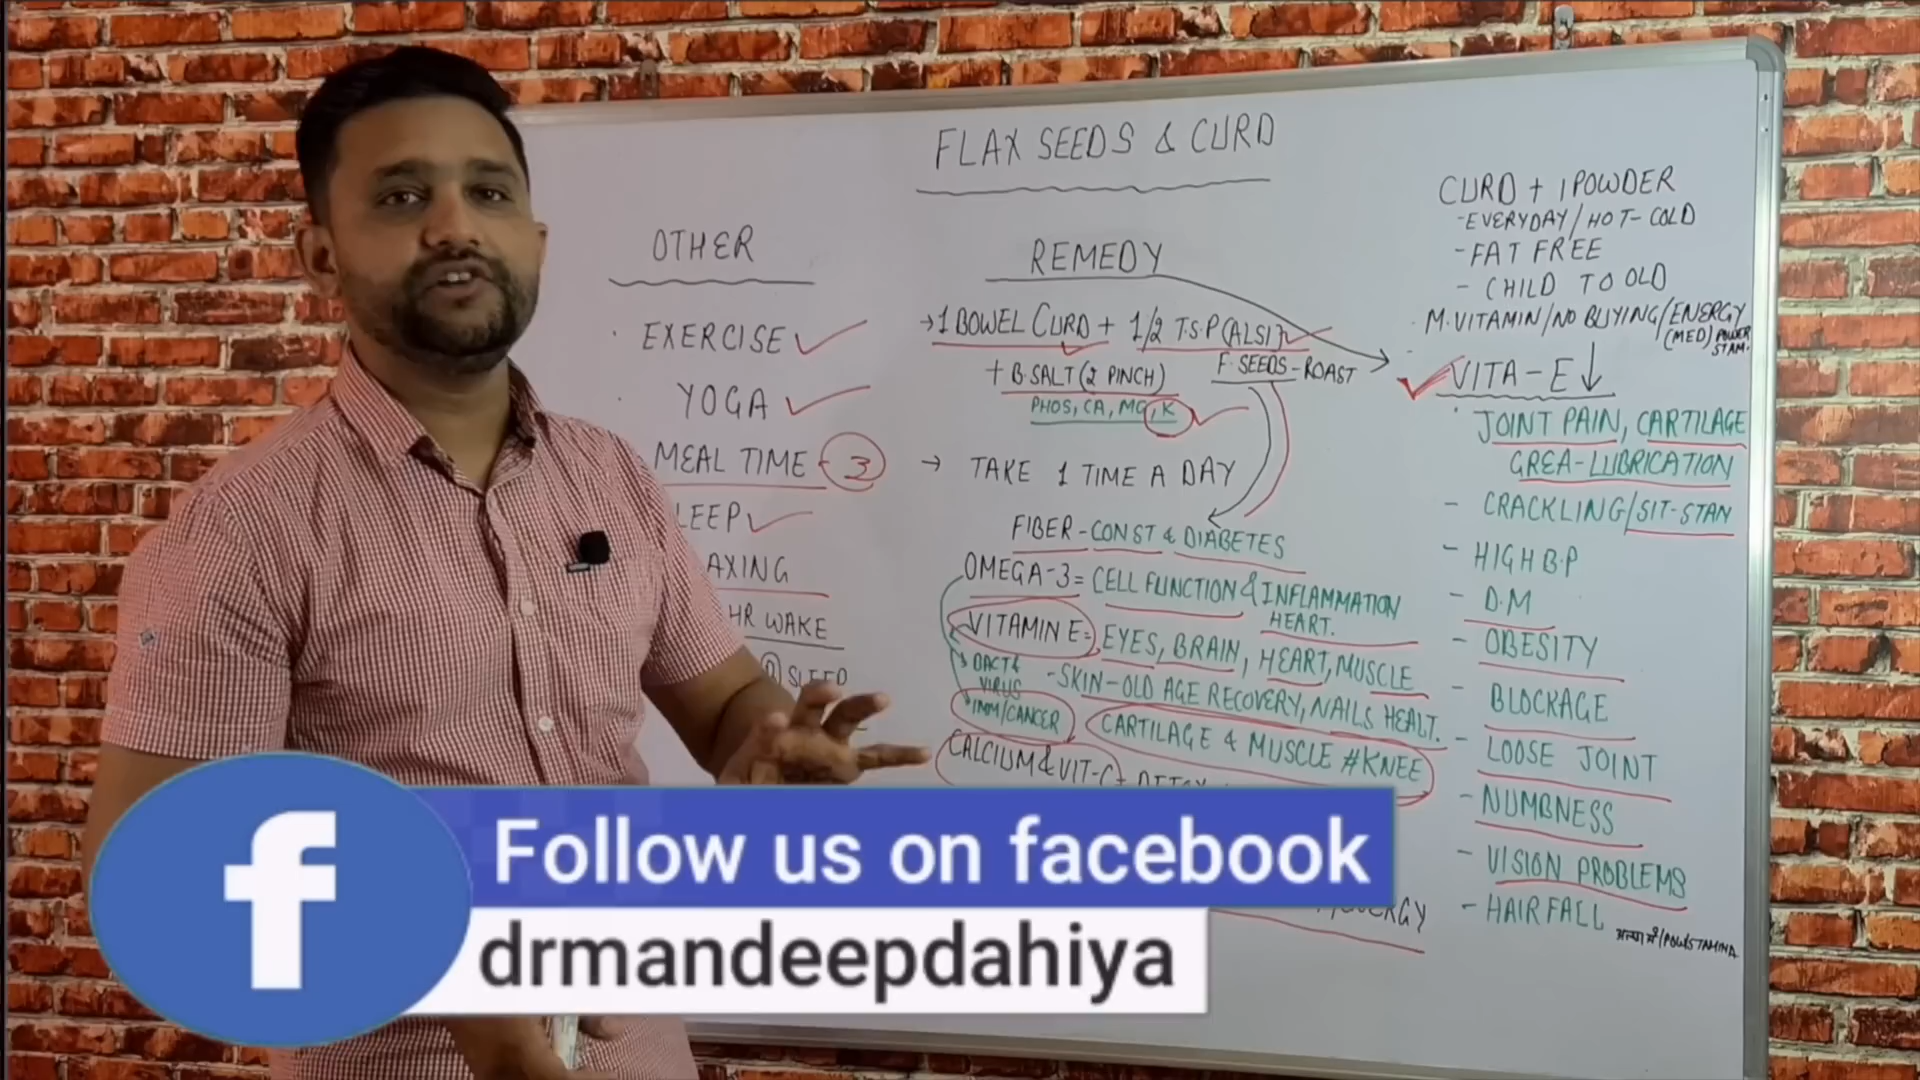 FLAX SEEDS & CURD
OTHER
· EXERCISE
· YOGA
MEAL TIME - 3
LEEP
AXING
HR WAKE
SLEEP
REMEDY
→ 1 BOWEL CURD + 1/2 T.S.P (ALSI)
F. SEEDS - ROAST
+ B. SALT (2 PINCH)
PHOS, CA, MG, K
→ TAKE 1 TIME A DAY
FIBER - CONST & DIABETES
OMEGA-3 = CELL FUNCTION & INFLAMMATION
HEART.
VITAMIN E = EYES, BRAIN, HEART, MUSCLE
BACT &
VIRUS
- SKIN - OLD AGE RECOVERY, NAILS HEALT.
IMM/CANCER
CARTILAGE & MUSCLE #KNEE
CALCIUM & VIT-C
CURD + 1 POWDER
- EVERYDAY / HOT - COLD
- FAT FREE
- CHILD TO OLD
M. VITAMIN / NO BUYING / ENERGY
(MED) POWER
STAM.
VITA - E ↓
· JOINT PAIN, CARTILAGE
GREA - LUBRICATION
- CRACKLING / SIT - STAN
- HIGH B.P
- D.M
- OBESITY
- BLOCKAGE
- LOOSE JOINT
- NUMBNESS
- VISION PROBLEMS
- HAIR FALL
f
Follow us on facebook
drmandeepdahiya